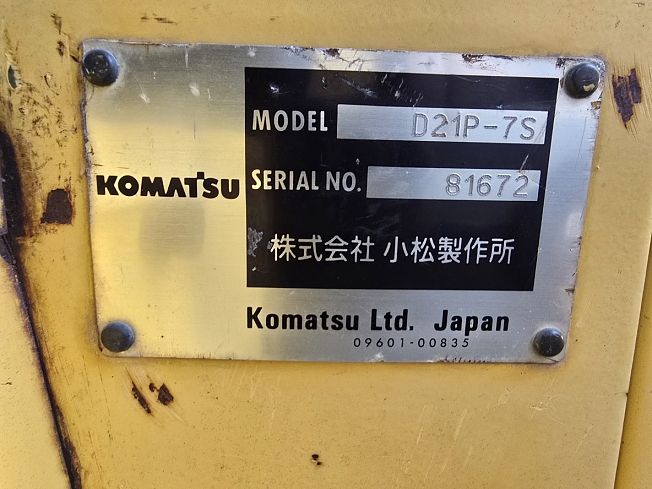 MODEL D21P-7S
KOMATSU SERIAL NO. 81672
株式会社 小松製作所
Komatsu Ltd. Japan
09601-00835